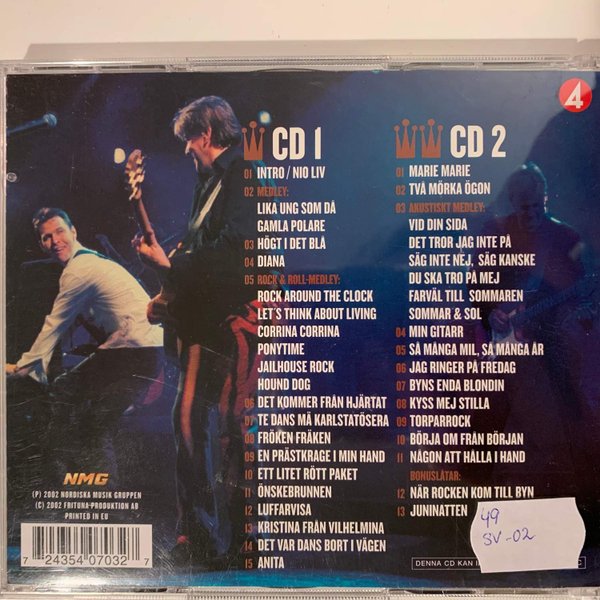 4
CD 1
01 INTRO / NIO LIV
02 MEDLEY:
LIKA UNG SOM DÅ
GAMLA POLARE
03 HÖGT I DET BLÅ
04 DIANA
05 ROCK & ROLL-MEDLEY:
ROCK AROUND THE CLOCK
LET'S THINK ABOUT LIVING
CORRINA CORRINA
PONYTIME
JAILHOUSE ROCK
HOUND DOG
06 DET KOMMER FRÅN HJÄRTAT
07 TE DANS MÄ KARLSTATÖSERA
08 FRÖKEN FRÄKEN
09 EN PRÄSTKRAGE I MIN HAND
10 ETT LITET RÖTT PAKET
11 ÖNSKEBRUNNEN
12 LUFFARVISA
13 KRISTINA FRÅN VILHELMINA
14 DET VAR DANS BORT I VÄGEN
15 ANITA
CD 2
01 MARIE MARIE
02 TVÅ MÖRKA ÖGON
03 AKUSTISKT MEDLEY:
VID DIN SIDA
DET TROR JAG INTE PÅ
SÄG INTE NEJ, SÄG KANSKE
DU SKA TRO PÅ MEJ
FARVÄL TILL SOMMAREN
SOMMAR & SOL
04 MIN GITARR
05 SÅ MÅNGA MIL, SÅ MÅNGA ÅR
06 JAG RINGER PÅ FREDAG
07 BYNS ENDA BLONDIN
08 KYSS MEJ STILLA
09 TORPARROCK
10 BÖRJA OM FRÅN BÖRJAN
11 NÅGON ATT HÅLLA I HAND
BONUSLÅTAR:
12 NÄR ROCKEN KOM TILL BYN
13 JUNINATTEN
49
SV-02
DENNA CD KAN
NMG
(P) 2002 NORDISKA MUSIK GRUPPEN
(C) 2002 FRITUNA PRODUKTION AB
PRINTED IN EU
7 24354 07032 7